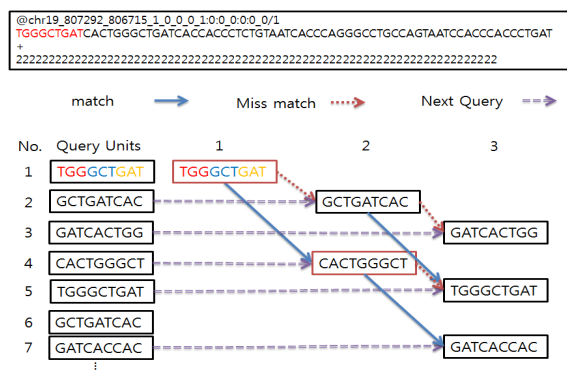 @chr19_807292_806715_1_0_0_0_1:0:0_0:0:0_0/1
TGGGCTGATCACTGGGCTGATCACCACCCTCTGTAATCACCCAGGGCCTGCCAGTAATCCACCCACCCTGAT
+
222222222222222222222222222222222222222222222222222222222222222222222222
match Miss match Next Query
No. Query Units 1 2 3
1 TGGGCTGAT TGGGCTGAT
2 GCTGATCAC GCTGATCAC
3 GATCACTGG GATCACTGG
4 CACTGGGCT CACTGGGCT
5 TGGGCTGAT TGGGCTGAT
6 GCTGATCAC
7 GATCACCAC GATCACCAC
⋮